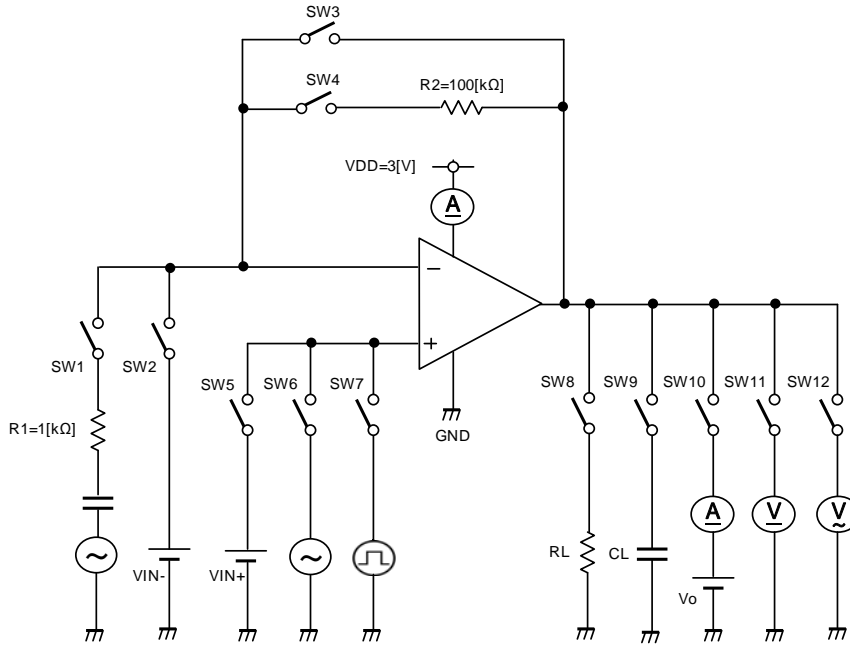 SW3
SW4
R2=100[kΩ]
VDD=3[V]
A
−
+
SW1
SW2
SW5
SW6
SW7
SW8
SW9
SW10
SW11
SW12
R1=1[kΩ]
GND
A
V
V
~
~
~
VIN-
VIN+
RL
CL
Vo